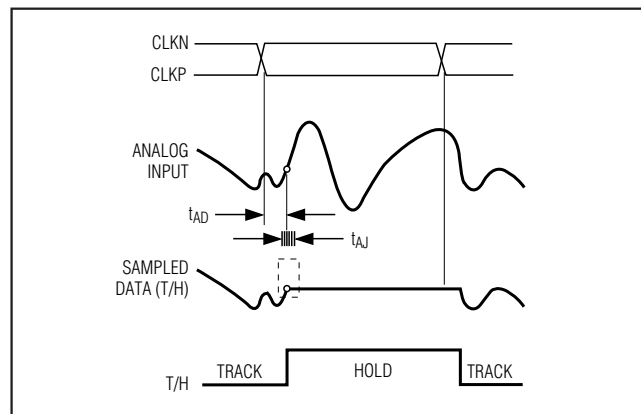 CLKN
CLKP
ANALOG
INPUT
tAD
tAJ
SAMPLED
DATA (T/H)
TRACK
HOLD
TRACK
T/H